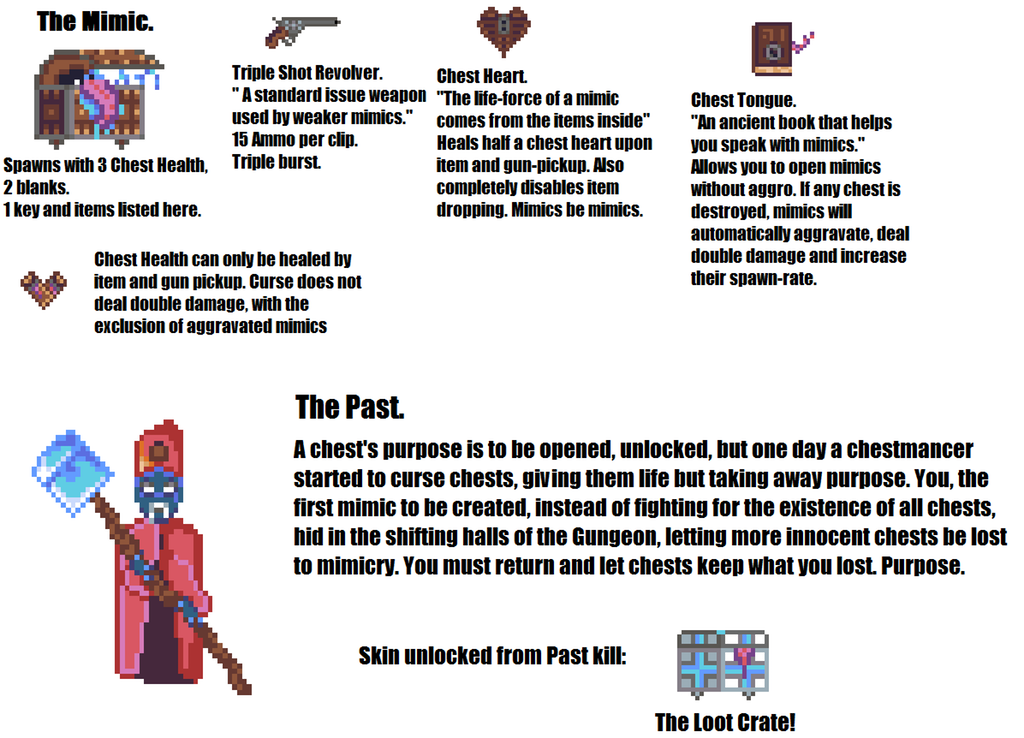 The Mimic.
Spawns with 3 Chest Health,
2 blanks.
1 key and items listed here.
Triple Shot Revolver.
" A standard issue weapon
used by weaker mimics."
15 Ammo per clip.
Triple burst.
Chest Heart.
"The life-force of a mimic
comes from the items inside"
Heals half a chest heart upon
item and gun-pickup. Also
completely disables item
dropping. Mimics be mimics.
Chest Tongue.
"An ancient book that helps
you speak with mimics."
Allows you to open mimics
without aggro. If any chest is
destroyed, mimics will
automatically aggravate, deal
double damage and increase
their spawn-rate.
Chest Health can only be healed by
item and gun pickup. Curse does not
deal double damage, with the
exclusion of aggravated mimics
The Past.
A chest's purpose is to be opened, unlocked, but one day a chestmancer
started to curse chests, giving them life but taking away purpose. You, the
first mimic to be created, instead of fighting for the existence of all chests,
hid in the shifting halls of the Gungeon, letting more innocent chests be lost
to mimicry. You must return and let chests keep what you lost. Purpose.
Skin unlocked from Past kill:
The Loot Crate!